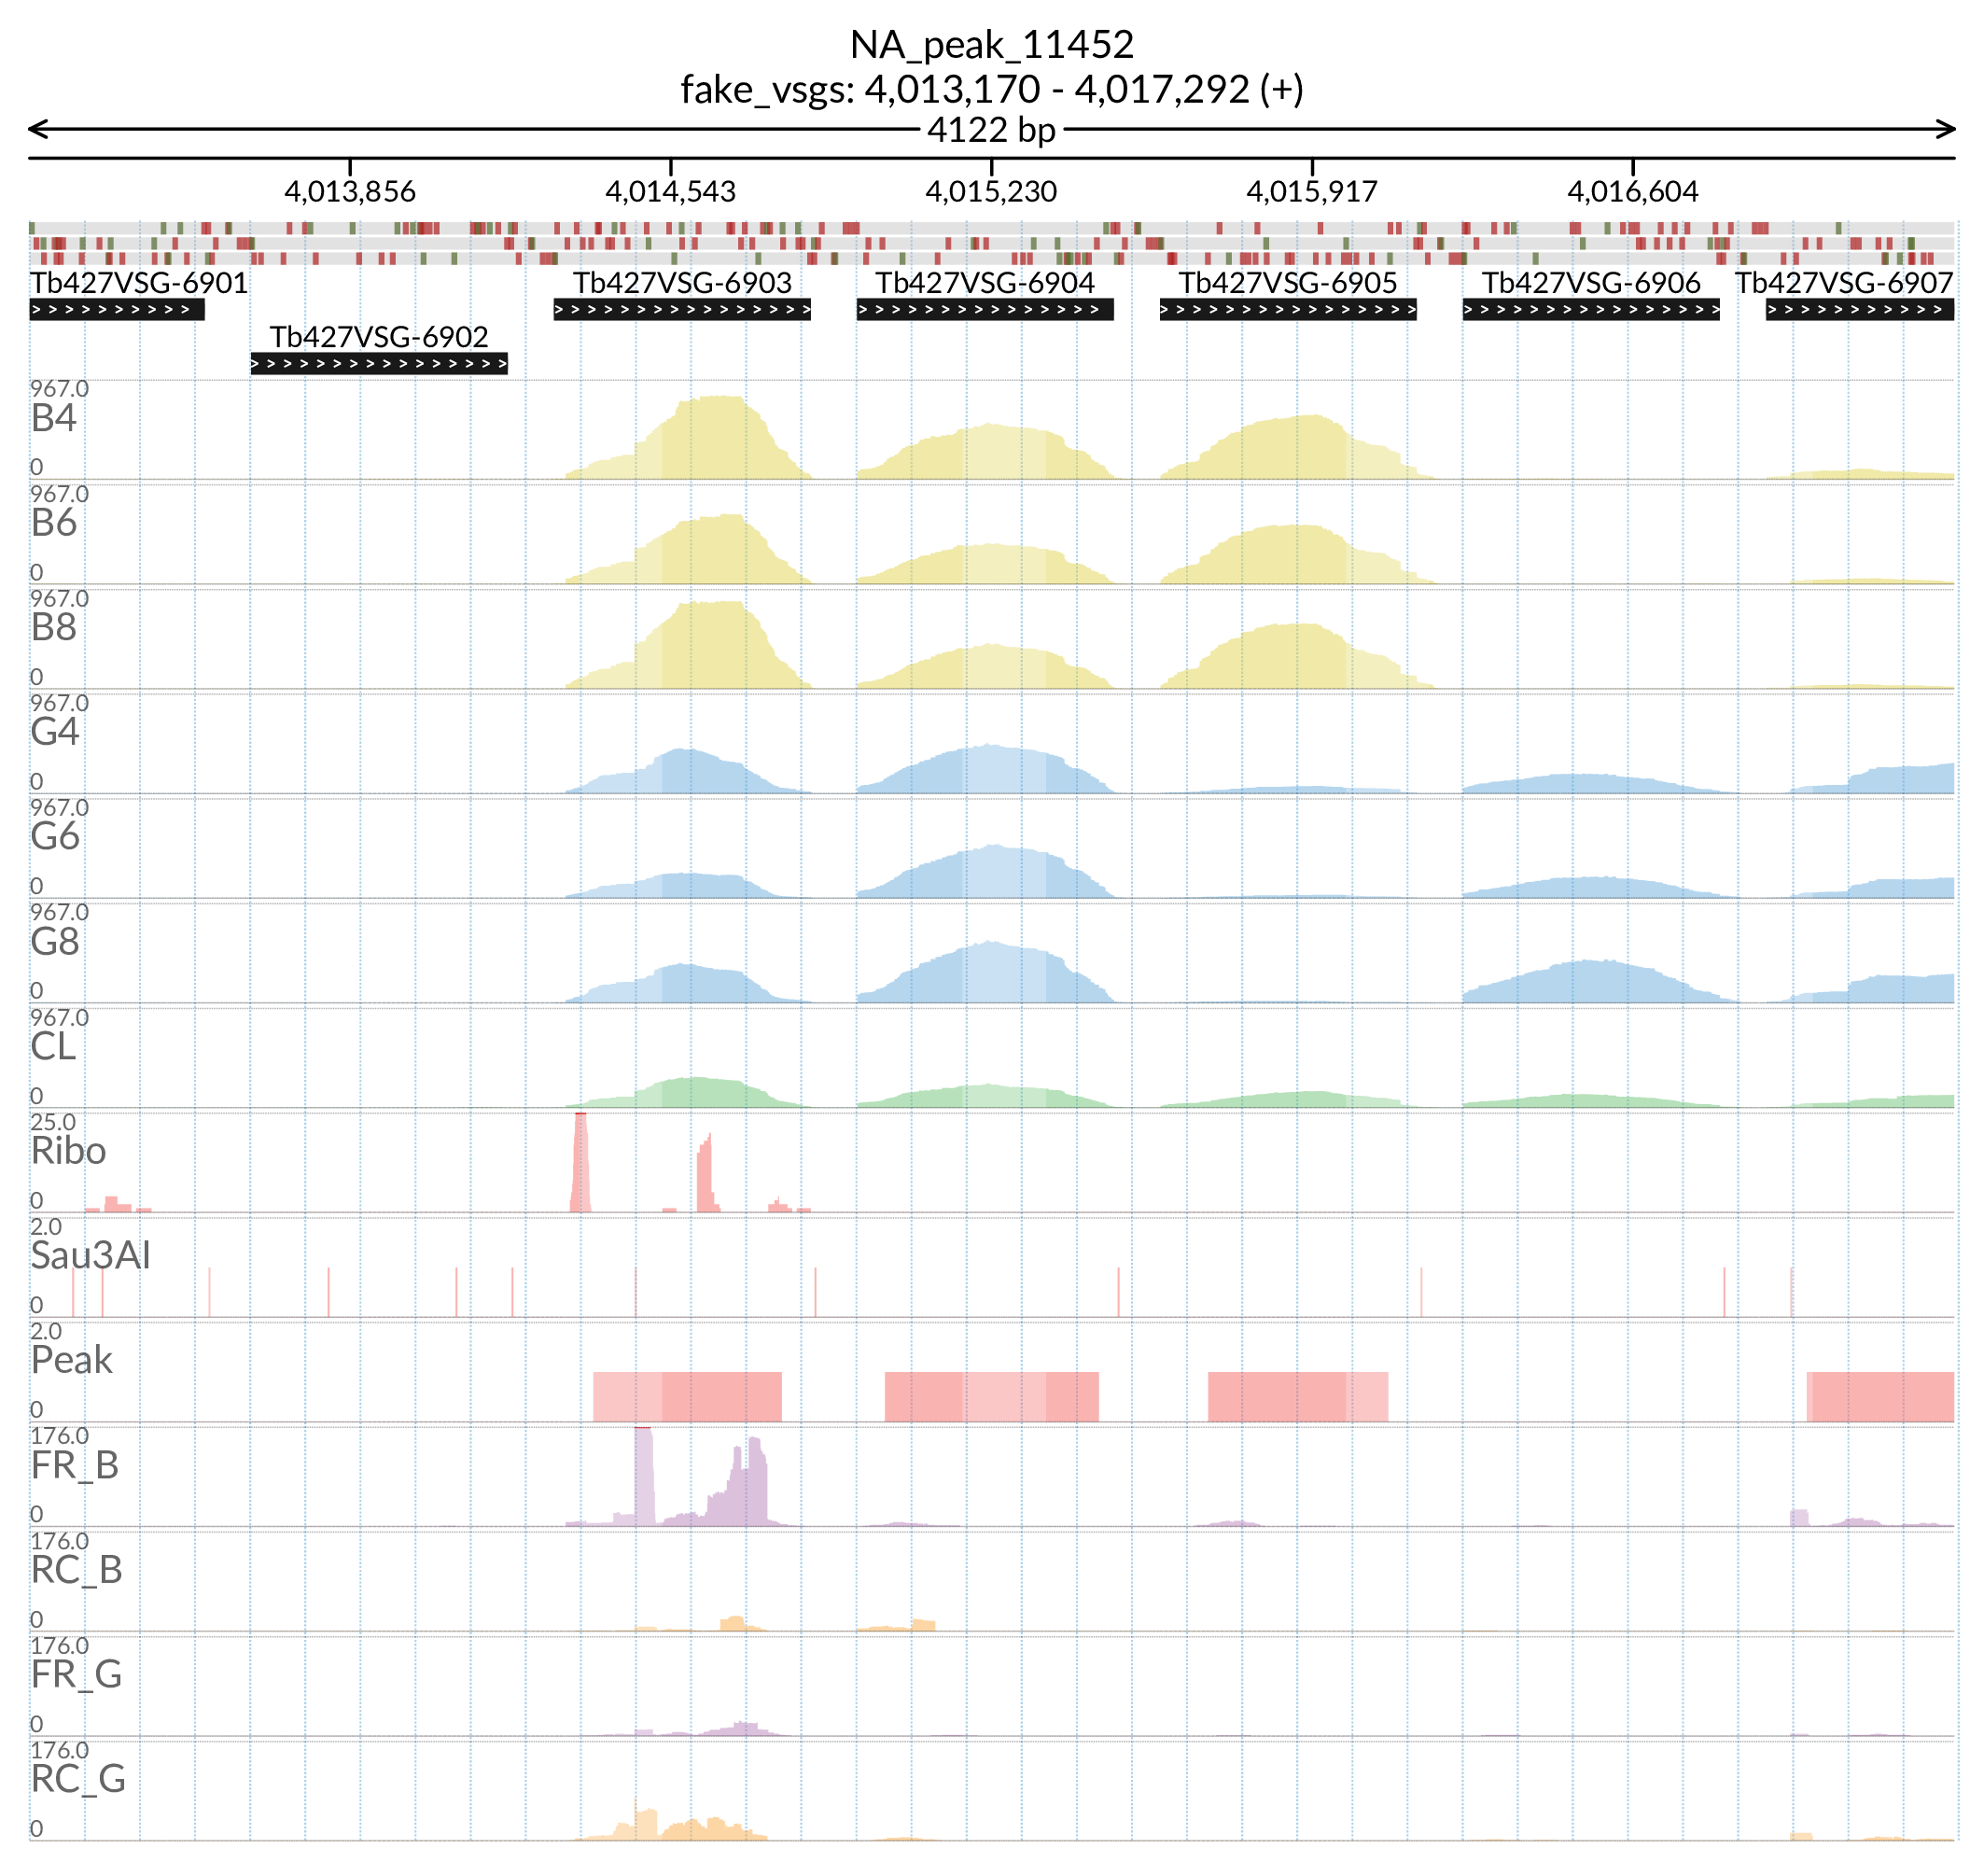 NA_peak_11452
fake_vsgs: 4,013,170 - 4,017,292 (+)
4122 bp
4,013,856 4,014,543 4,015,230 4,015,917 4,016,604
Tb427VSG-6901 Tb427VSG-6903 Tb427VSG-6904 Tb427VSG-6905 Tb427VSG-6906 Tb427VSG-6907
Tb427VSG-6902
967.0
B4
0
967.0
B6
0
967.0
B8
0
967.0
G4
0
967.0
G6
0
967.0
G8
0
967.0
CL
0
25.0
Ribo
0
2.0
Sau3AI
0
2.0
Peak
0
176.0
FR_B
0
176.0
RC_B
0
176.0
FR_G
0
176.0
RC_G
0